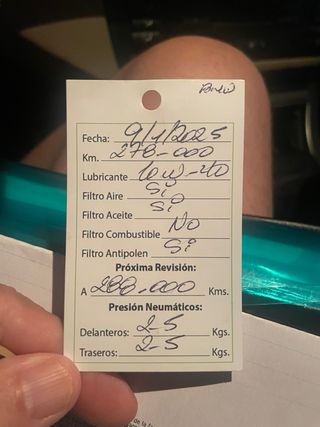 Fecha: 9/1/2025
Km. 278-000
Lubricante 10W-40
Filtro Aire Si
Filtro Aceite Si
Filtro Combustible No
Filtro Antipolen Si
Próxima Revisión:
A 288.000 Kms.
Presión Neumáticos:
Delanteros: 2-5 Kgs.
Traseros: 2-5 Kgs.